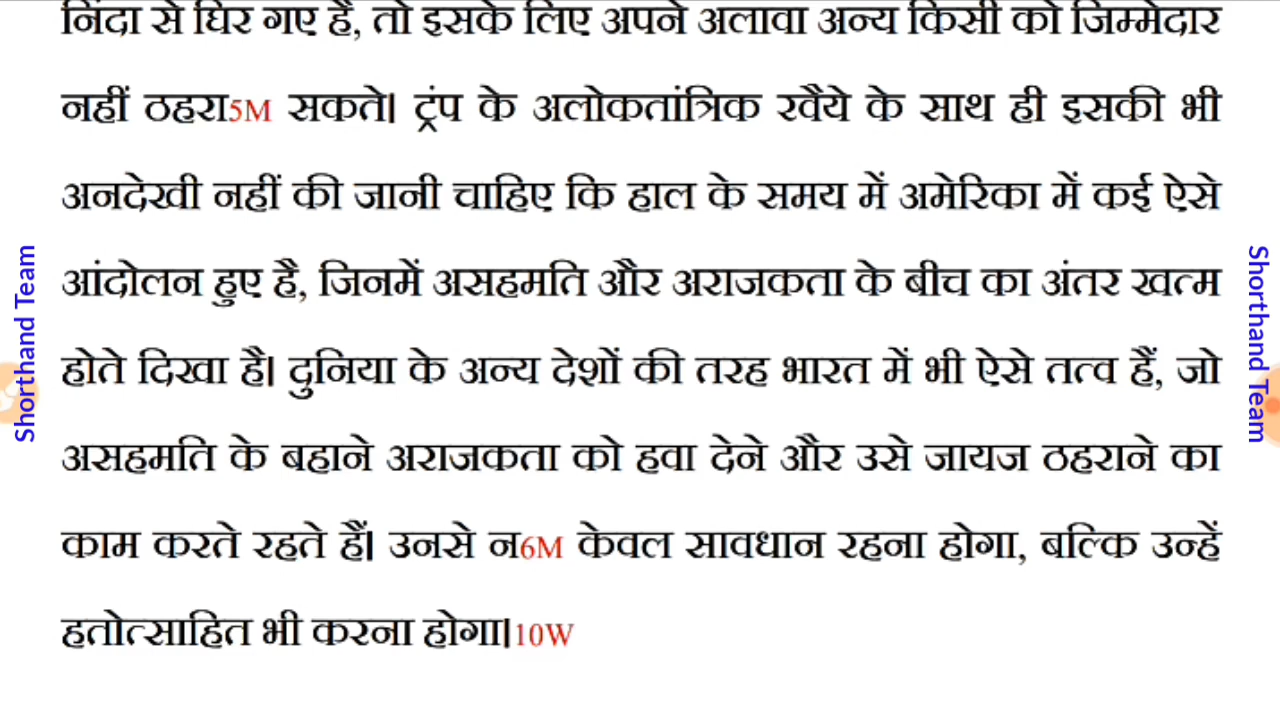 निंदा से घिर गए है, तो इसके लिए अपने अलावा अन्य किसी को जिम्मेदार
नहीं ठहरा5M सकते। ट्रंप के अलोकतांत्रिक रवैये के साथ ही इसकी भी
अनदेखी नहीं की जानी चाहिए कि हाल के समय में अमेरिका में कई ऐसे
आंदोलन हुए है, जिनमें असहमति और अराजकता के बीच का अंतर खत्म
होते दिखा है। दुनिया के अन्य देशों की तरह भारत में भी ऐसे तत्व हैं, जो
असहमति के बहाने अराजकता को हवा देने और उसे जायज ठहराने का
काम करते रहते हैं। उनसे न6M केवल सावधान रहना होगा, बल्कि उन्हें
हतोत्साहित भी करना होगा।10W
Shorthand Team
Shorthand Team